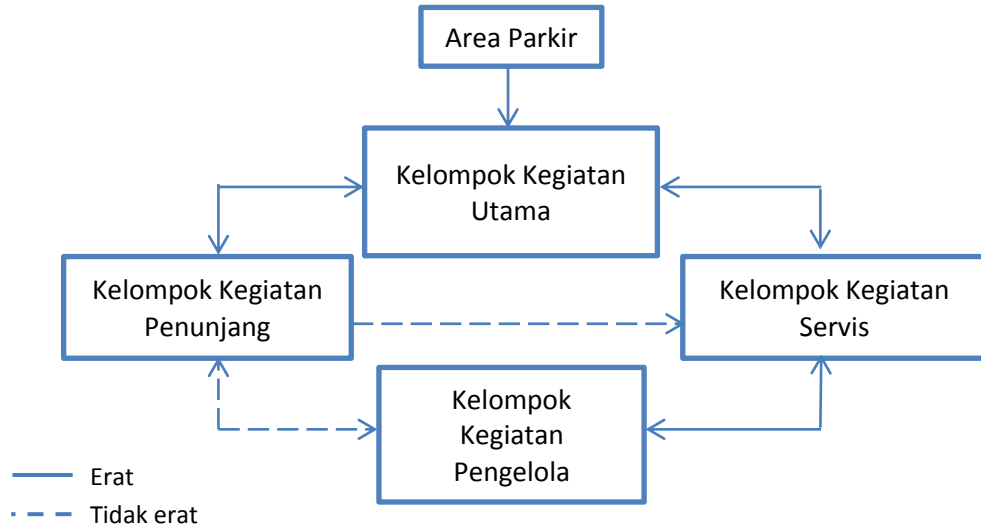 Area Parkir
Kelompok Kegiatan
Utama
Kelompok Kegiatan
Penunjang
Kelompok Kegiatan
Servis
Kelompok
Kegiatan
Pengelola
Erat
Tidak erat